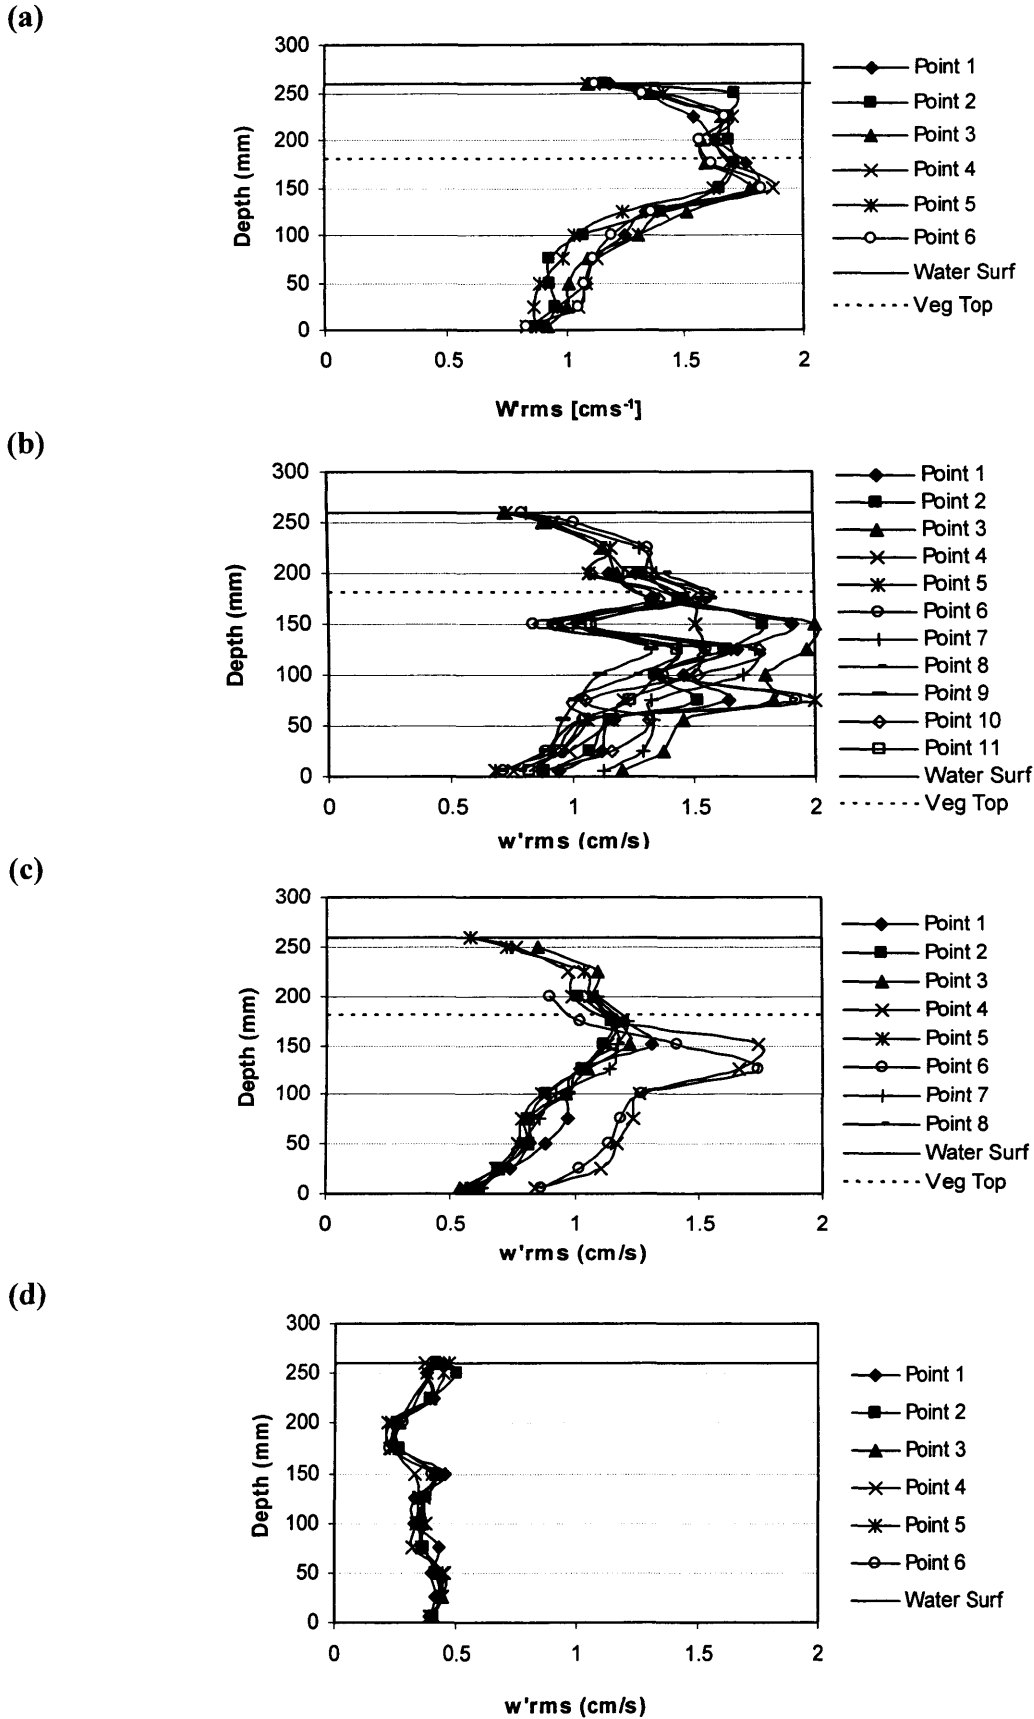 (a)
300
250
200
150
100
50
0
Depth (mm)
0 0.5 1 1.5 2
W'rms [cms⁻¹]
Point 1
Point 2
Point 3
Point 4
Point 5
Point 6
Water Surf
Veg Top
(b)
300
250
200
150
100
50
0
Depth (mm)
0 0.5 1 1.5 2
w'rms (cm/s)
Point 1
Point 2
Point 3
Point 4
Point 5
Point 6
Point 7
Point 8
Point 9
Point 10
Point 11
Water Surf
Veg Top
(c)
300
250
200
150
100
50
0
Depth (mm)
0 0.5 1 1.5 2
w'rms (cm/s)
Point 1
Point 2
Point 3
Point 4
Point 5
Point 6
Point 7
Point 8
Water Surf
Veg Top
(d)
300
250
200
150
100
50
0
Depth (mm)
0 0.5 1 1.5 2
w'rms (cm/s)
Point 1
Point 2
Point 3
Point 4
Point 5
Point 6
Water Surf